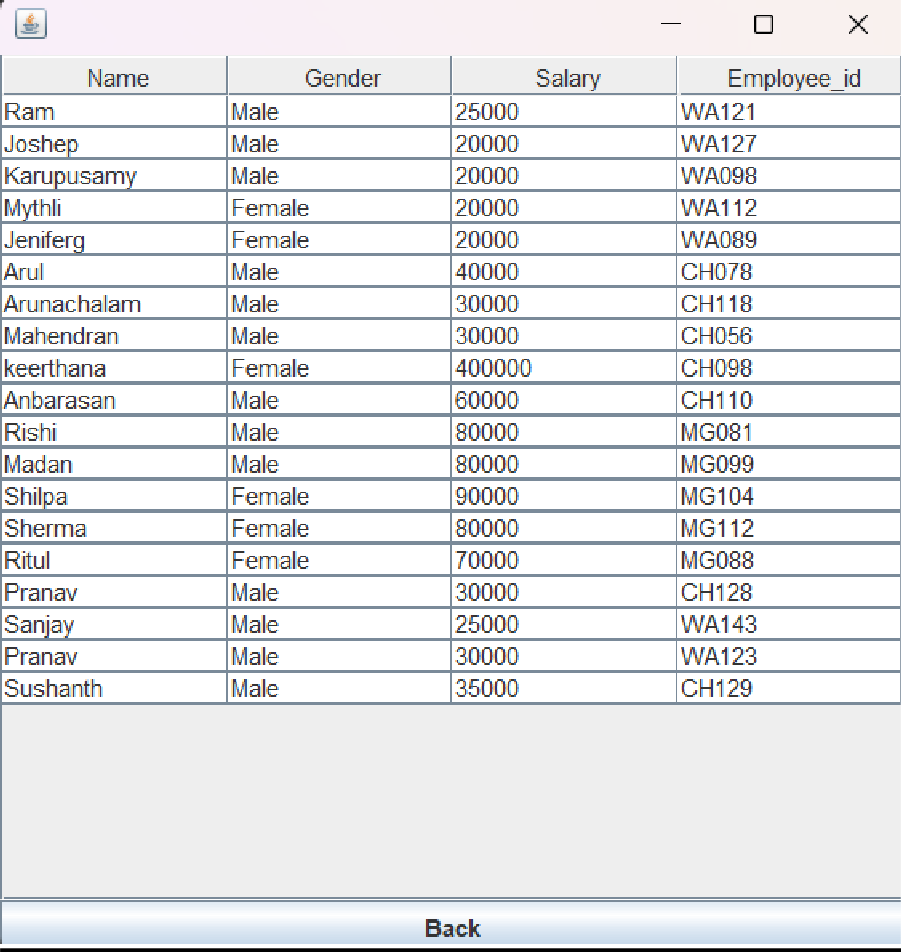 Name Gender Salary Employee_id
Ram Male 25000 WA121
Joshep Male 20000 WA127
Karupusamy Male 20000 WA098
Mythli Female 20000 WA112
Jeniferg Female 20000 WA089
Arul Male 40000 CH078
Arunachalam Male 30000 CH118
Mahendran Male 30000 CH056
keerthana Female 400000 CH098
Anbarasan Male 60000 CH110
Rishi Male 80000 MG081
Madan Male 80000 MG099
Shilpa Female 90000 MG104
Sherma Female 80000 MG112
Ritul Female 70000 MG088
Pranav Male 30000 CH128
Sanjay Male 25000 WA143
Pranav Male 30000 WA123
Sushanth Male 35000 CH129
Back